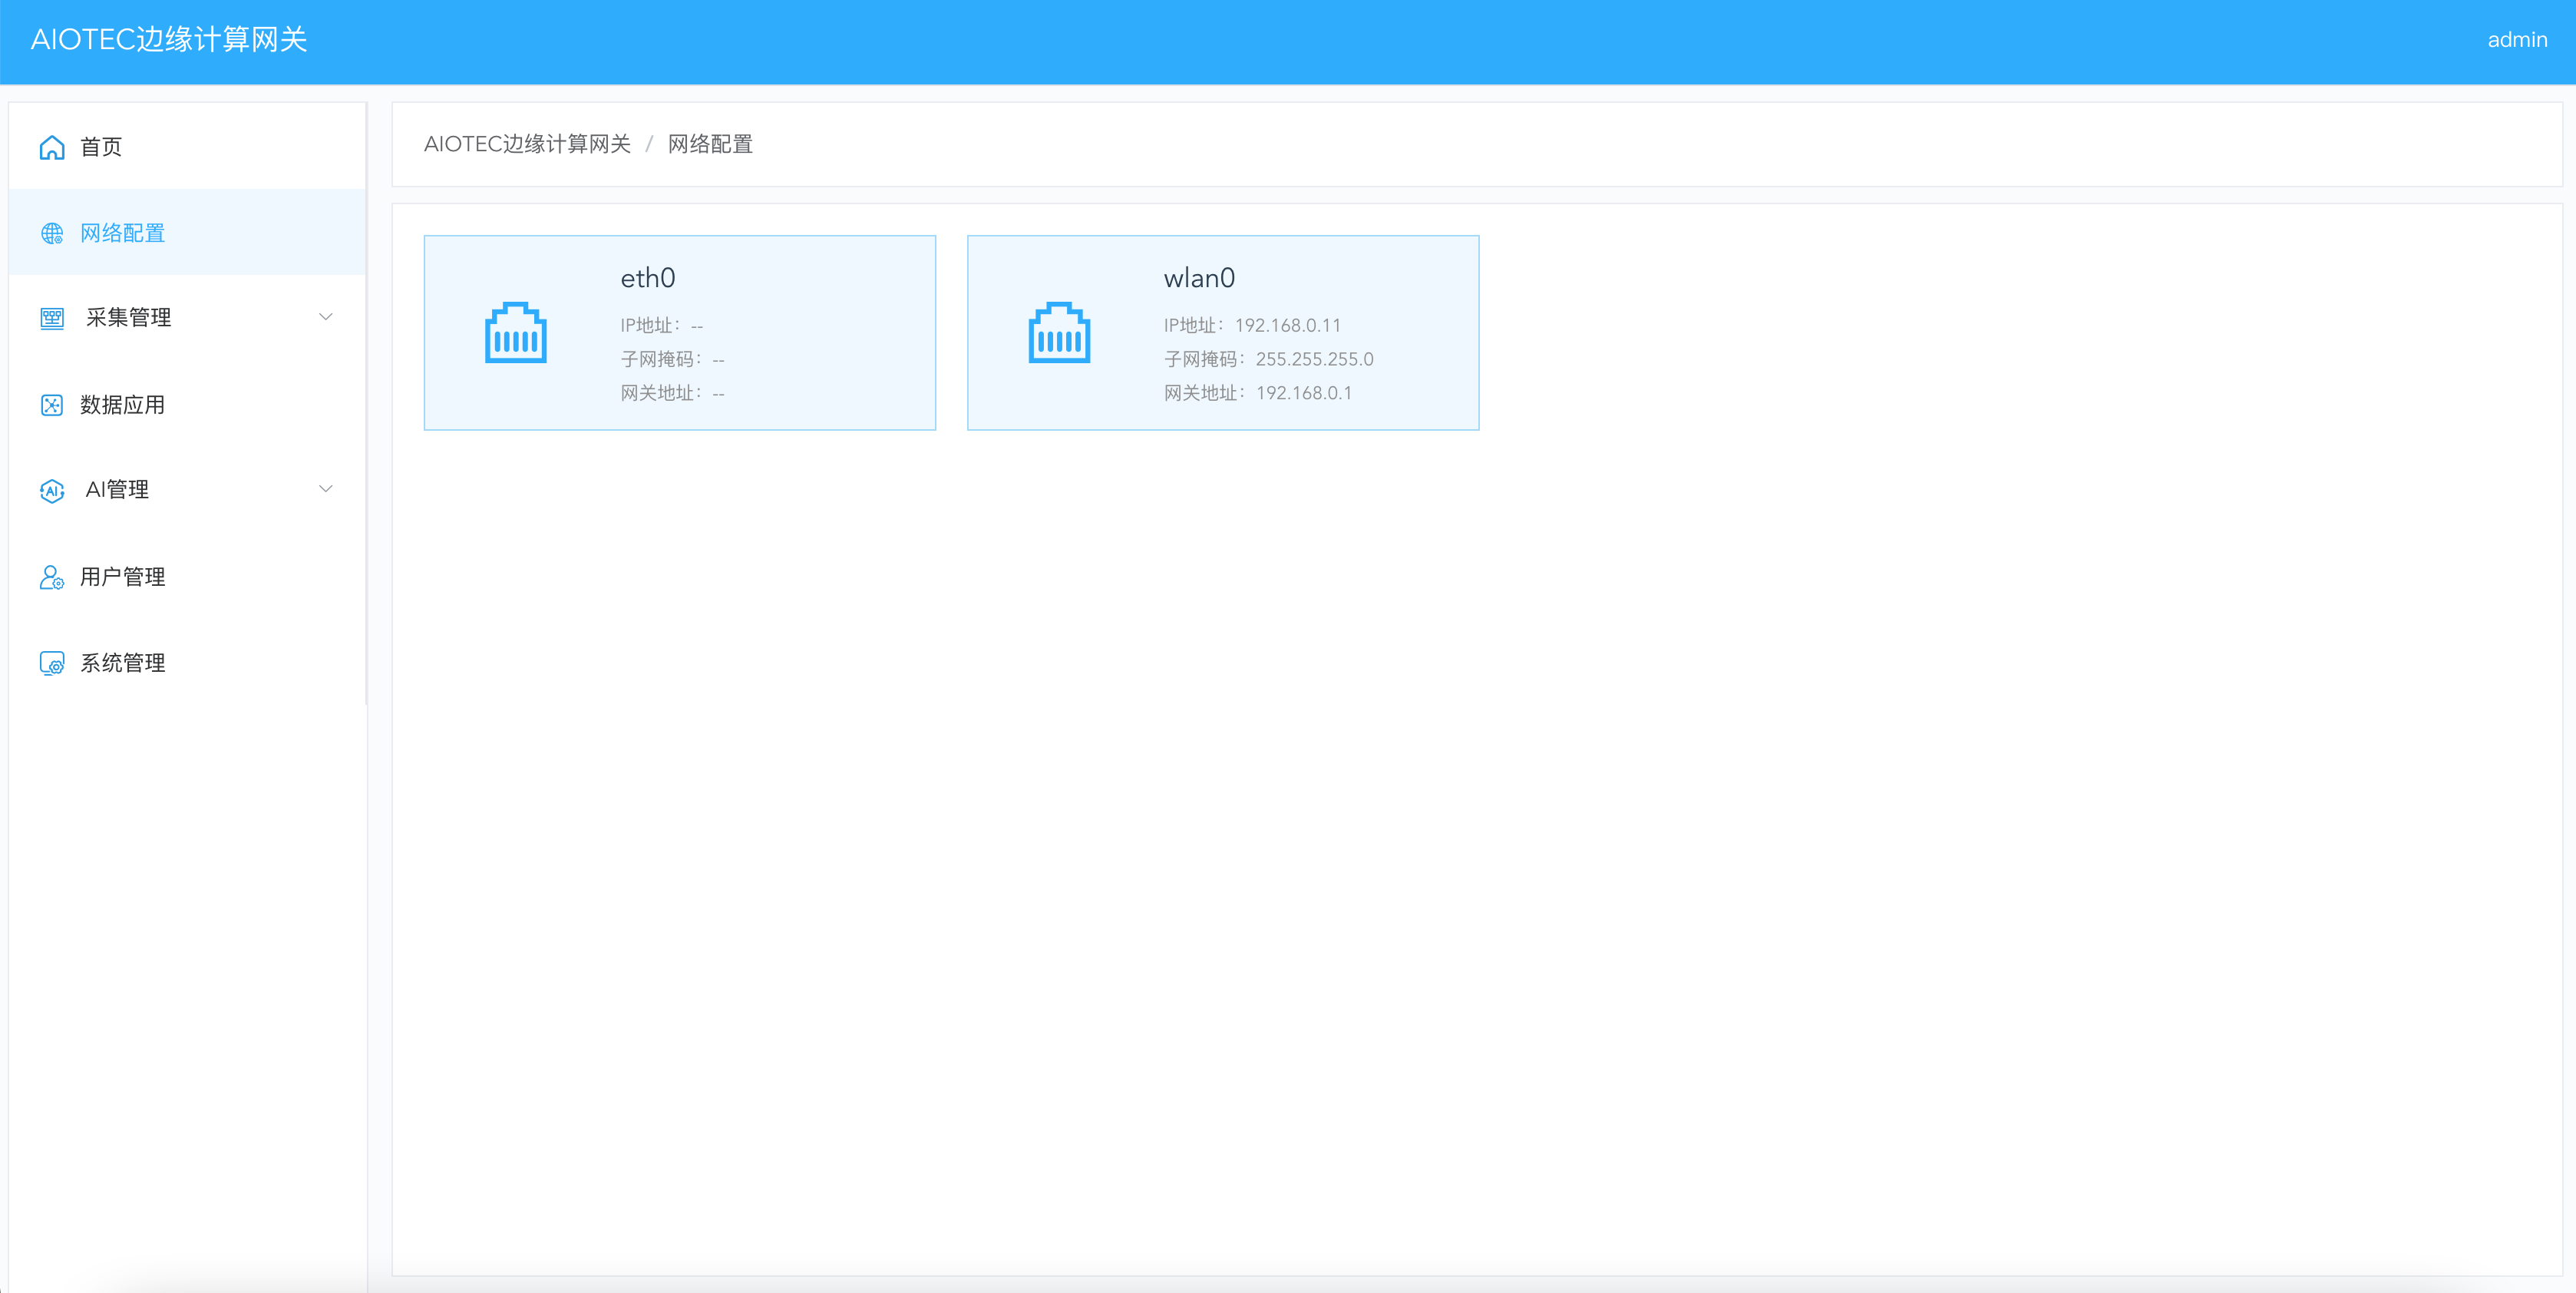 AIOTEC边缘计算网关
admin
首页
网络配置
采集管理
数据应用
AI管理
用户管理
系统管理
AIOTEC边缘计算网关 / 网络配置
eth0
IP地址：--
子网掩码：--
网关地址：--
wlan0
IP地址：192.168.0.11
子网掩码：255.255.255.0
网关地址：192.168.0.1